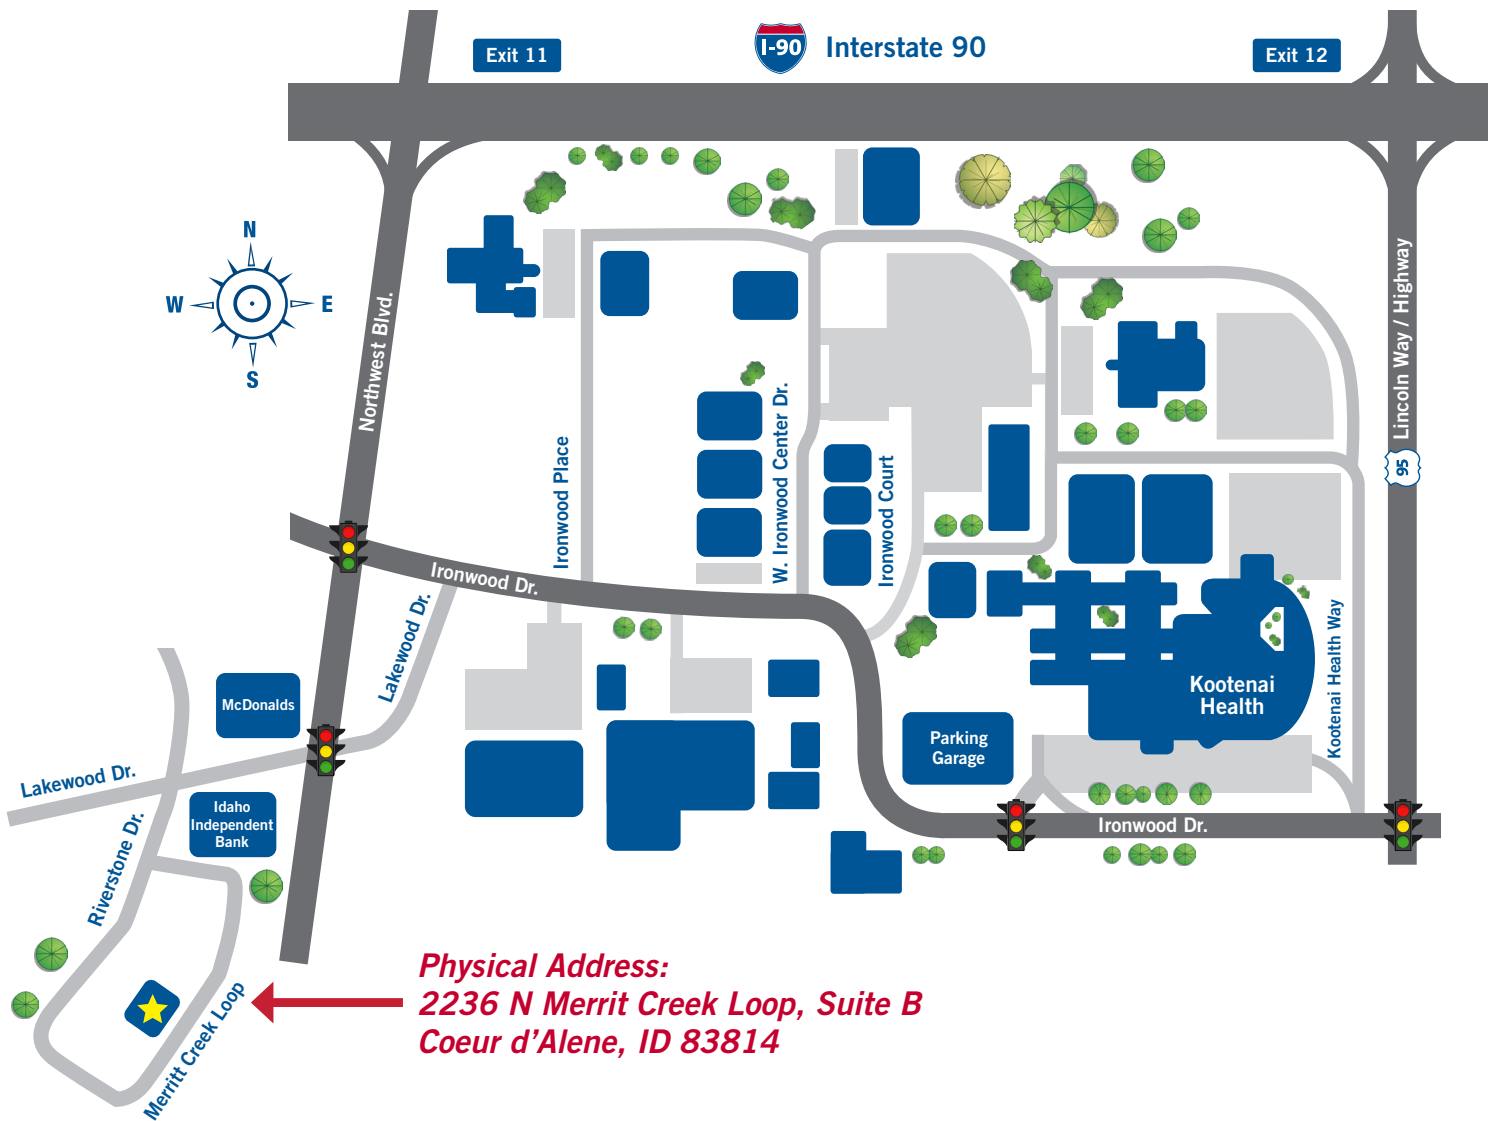 Exit 11
I-90
Interstate 90
Exit 12
N
W
E
S
Northwest Blvd.
Lincoln Way / Highway
95
Ironwood Place
W. Ironwood Center Dr.
Ironwood Court
Ironwood Dr.
Lakewood Dr.
Kootenai Health Way
Kootenai
Health
McDonalds
Parking
Garage
Lakewood Dr.
Idaho
Independent
Bank
Ironwood Dr.
Riverstone Dr.
Merritt Creek Loop
Physical Address:
2236 N Merrit Creek Loop, Suite B
Coeur d’Alene, ID 83814